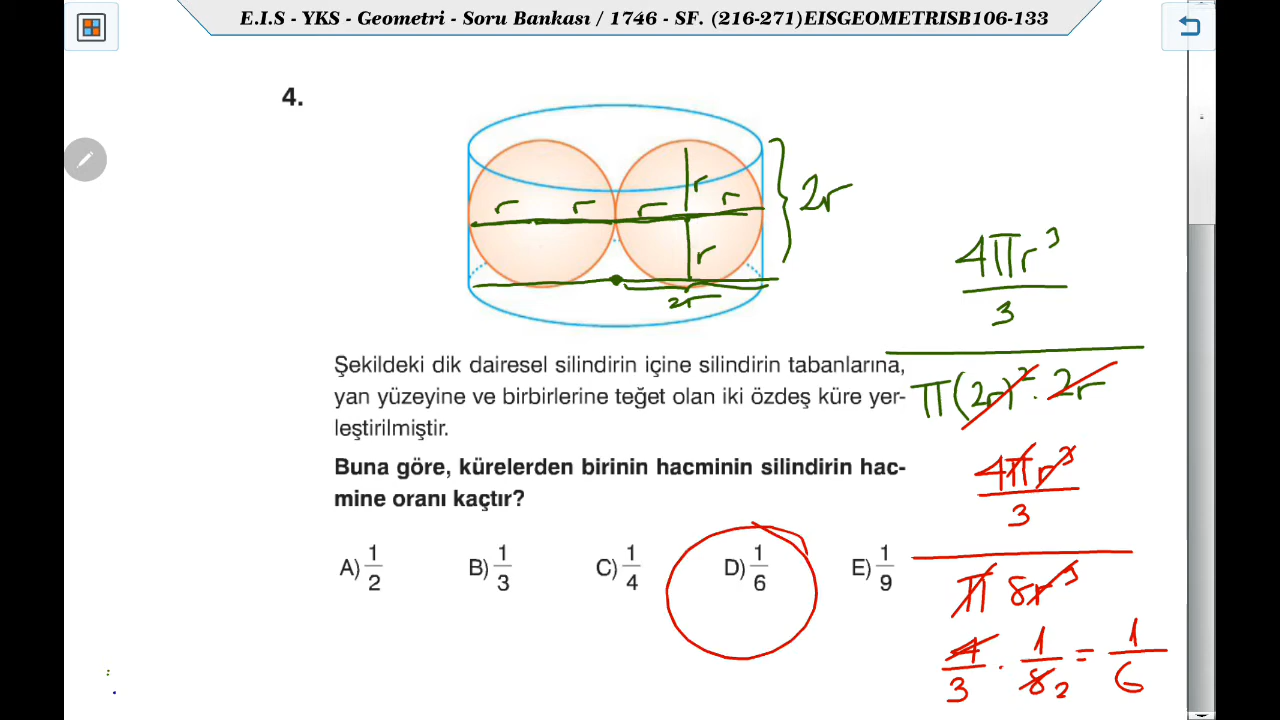 E.I.S - YKS - Geometri - Soru Bankası / 1746 - SF. (216-271)EISGEOMETRISB106-133
4.
r r r r r
r
2r
2r
Şekildeki dik dairesel silindirin içine silindirin tabanlarına,
yan yüzeyine ve birbirlerine teğet olan iki özdeş küre yer-
leştirilmiştir.
Buna göre, kürelerden birinin hacminin silindirin hac-
mine oranı kaçtır?
A) 1/2 B) 1/3 C) 1/4 D) 1/6 E) 1/9
4πr³
3
π(2r)². 2r
4πr³
3
π 8r³
4/3 . 1/8 2 = 1/6